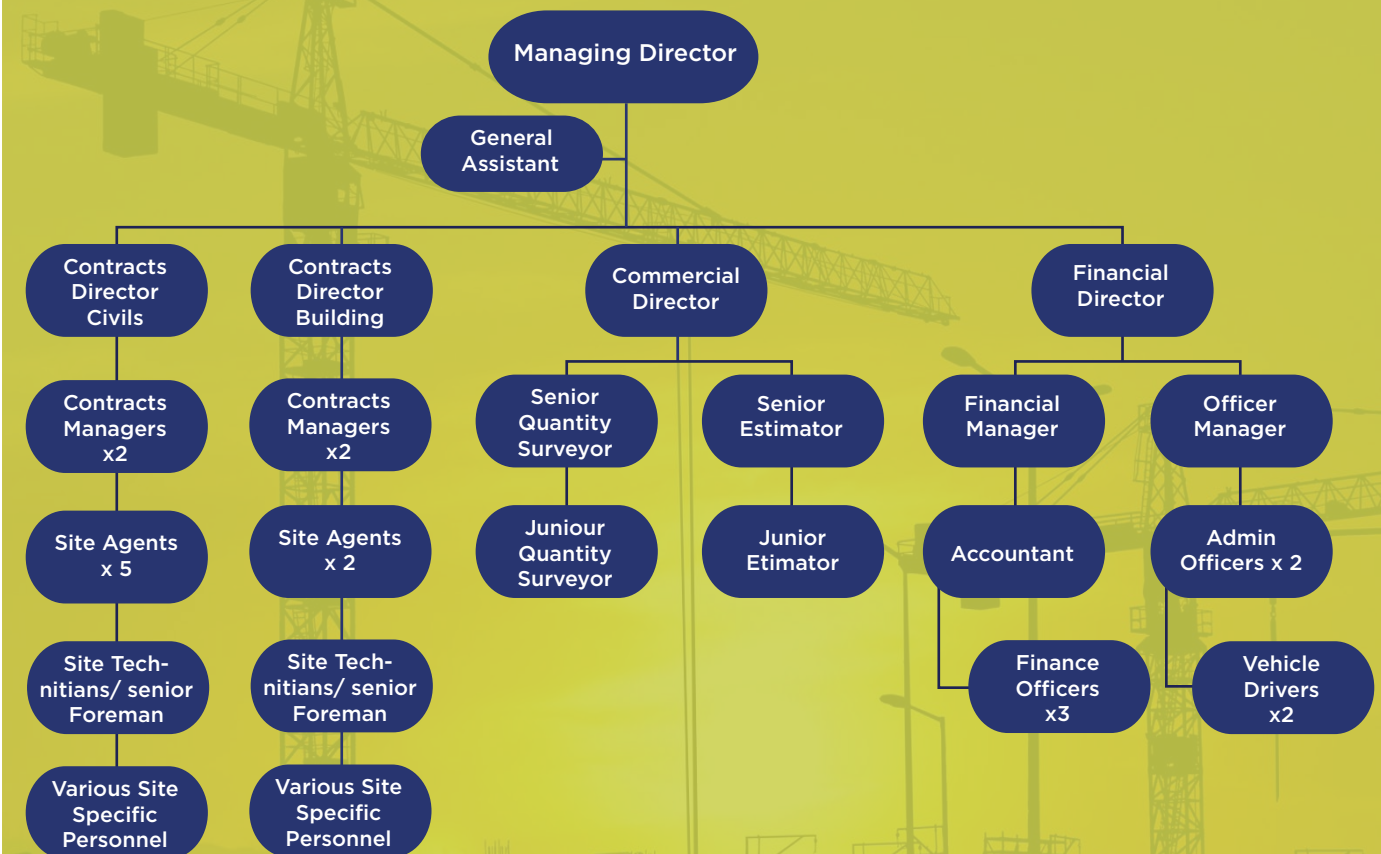 Managing Director
General
Assistant
Contracts
Director
Civils
Contracts
Director
Building
Commercial
Director
Financial
Director
Contracts
Managers
x2
Contracts
Managers
x2
Senior
Quantity
Surveyor
Senior
Estimator
Financial
Manager
Officer
Manager
Site Agents
x 5
Site Agents
x 2
Juniour
Quantity
Surveyor
Junior
Etimator
Accountant
Admin
Officers x 2
Site Tech-
nitians/ senior
Foreman
Site Tech-
nitians/ senior
Foreman
Finance
Officers
x3
Vehicle
Drivers
x2
Various Site
Specific
Personnel
Various Site
Specific
Personnel